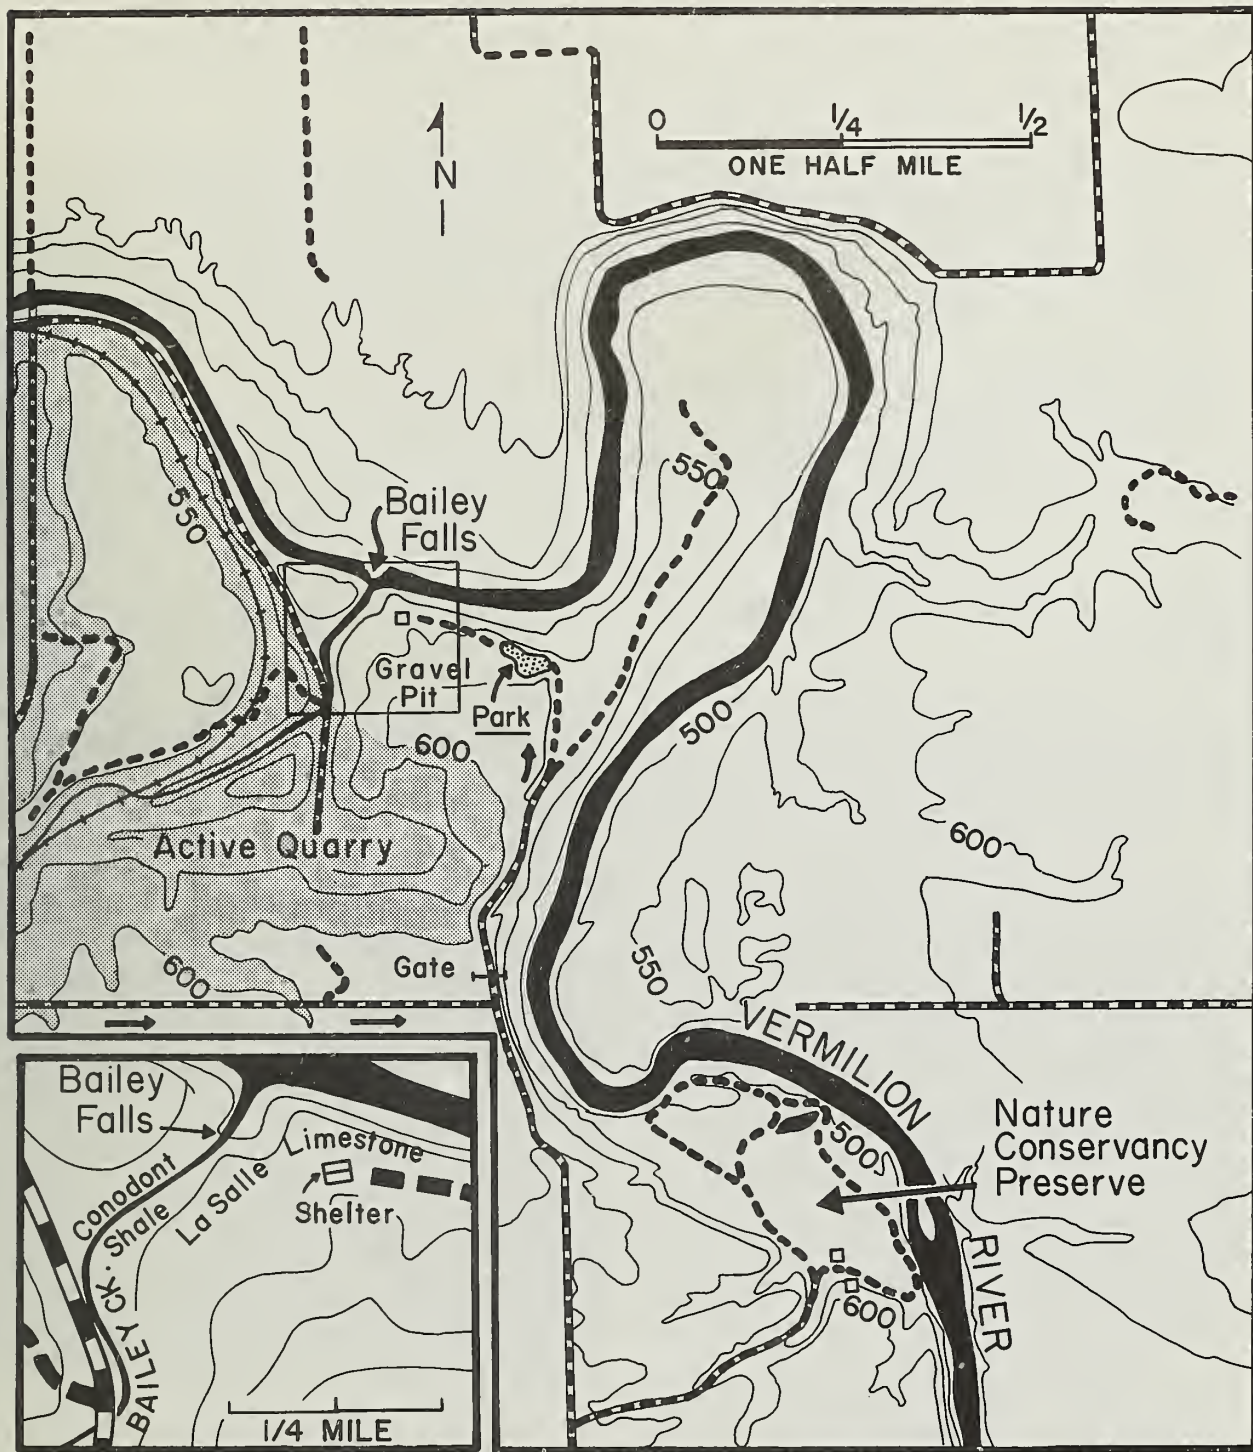 0 1/4 1/2
ONE HALF MILE
N
550
Bailey
Falls
550
Gravel
Pit
Park
500
600
600
Active Quarry
550
Gate
600
VERMILION
RIVER
500
Nature
Conservancy
Preserve
600
Bailey
Falls
Conodont
Shale
La Salle Limestone
Shelter
BAILEY CK.
1/4 MILE